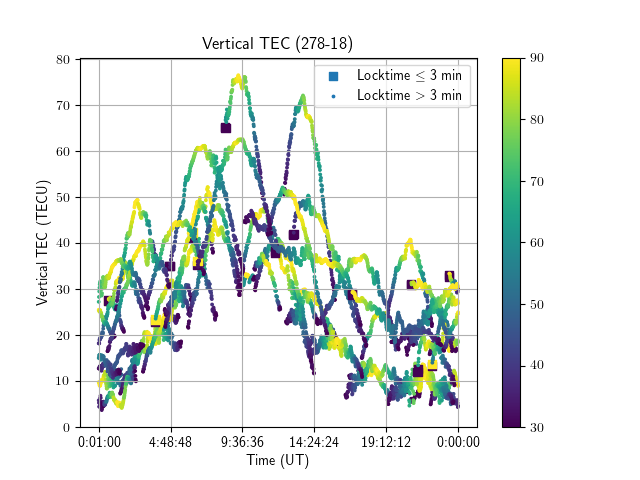 Vertical TEC (278-18)
Locktime ≤ 3 min
Locktime > 3 min
Vertical TEC (TECU)
80
70
60
50
40
30
20
10
0
0:01:00 4:48:48 9:36:36 14:24:24 19:12:12 0:00:00
Time (UT)
90
80
70
60
50
40
30